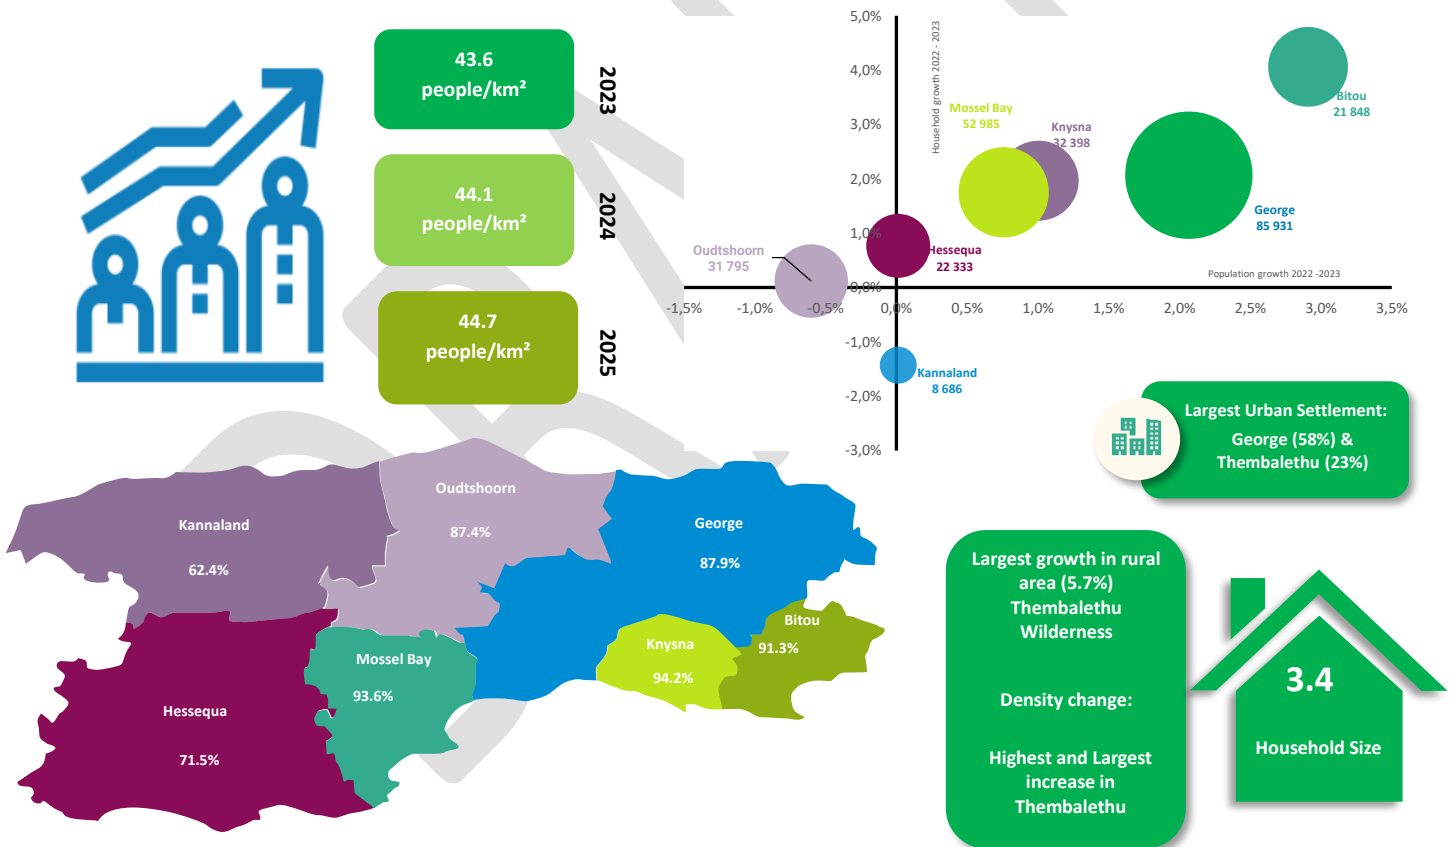 43.6
people/km²
2023
44.1
people/km²
2024
44.7
people/km²
2025
Household growth 2022 - 2023
5,0%
4,0%
3,0%
2,0%
1,0%
0,0%
-1,0%
-2,0%
-3,0%
-1,5%
-1,0%
-0,5%
0,0%
0,5%
1,0%
1,5%
2,0%
2,5%
3,0%
3,5%
Population growth 2022 -2023
Bitou
21 848
Mossel Bay
52 985
Knysna
32 398
George
85 931
Oudtshoorn
31 795
Hessequa
22 333
Kannaland
8 686
Largest Urban Settlement:
George (58%) &
Thembalethu (23%)
Oudtshoorn
87.4%
Kannaland
62.4%
George
87.9%
Bitou
91.3%
Knysna
94.2%
Mossel Bay
93.6%
Hessequa
71.5%
Largest growth in rural
area (5.7%)
Thembalethu
Wilderness
Density change:
Highest and Largest
increase in
Thembalethu
3.4
Household Size